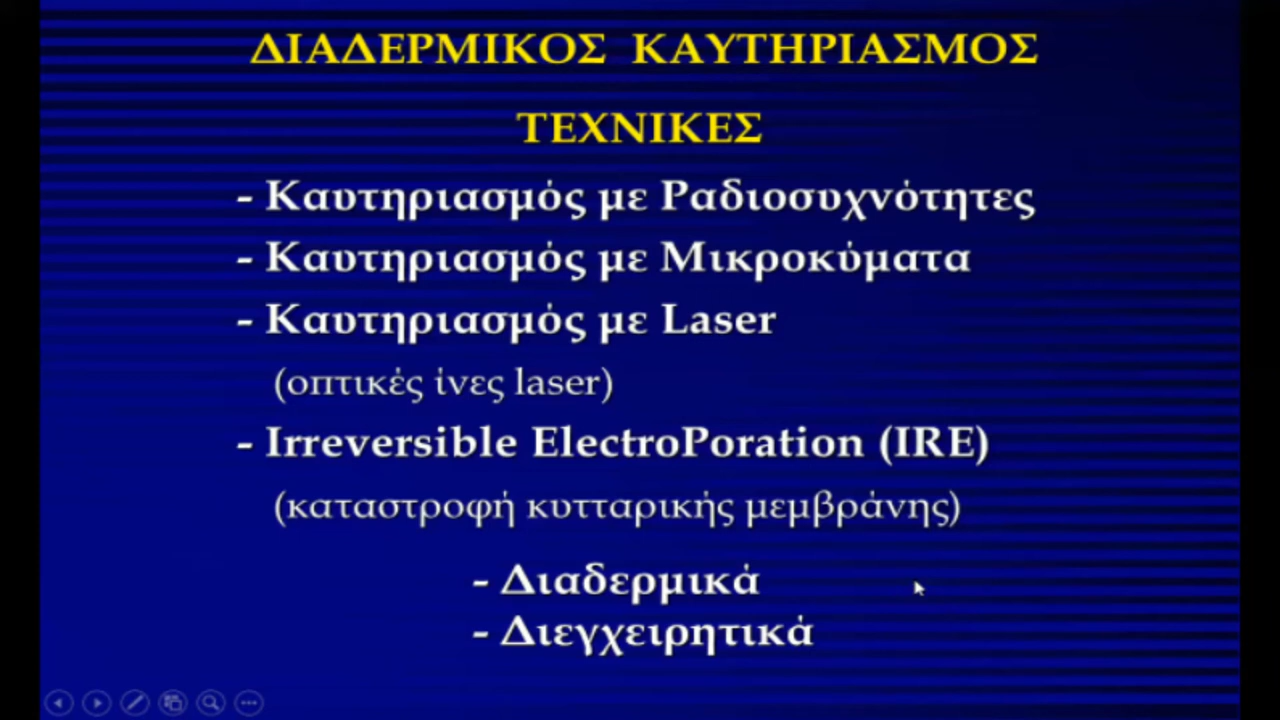 ΔΙΑΔΕΡΜΙΚΟΣ ΚΑΥΤΗΡΙΑΣΜΟΣ
ΤΕΧΝΙΚΕΣ
- Καυτηριασμός με Ραδιοσυχνότητες
- Καυτηριασμός με Μικροκύματα
- Καυτηριασμός με Laser
(οπτικές ίνες laser)
- Irreversible ElectroPoration (IRE)
(καταστροφή κυτταρικής μεμβράνης)
- Διαδερμικά
- Διεγχειρητικά